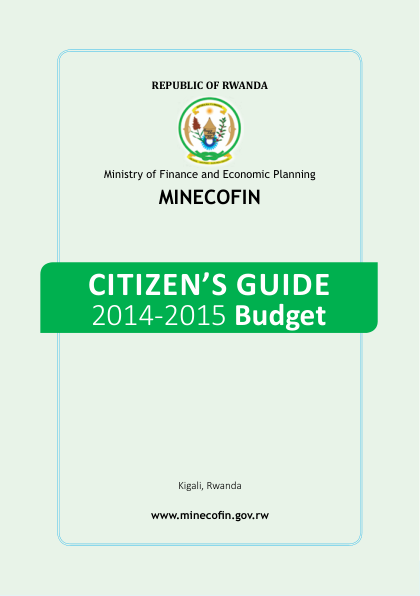 REPUBLIC OF RWANDA
Ministry of Finance and Economic Planning
MINECOFIN
CITIZEN’S GUIDE
2014-2015 Budget
Kigali, Rwanda
www.minecofin.gov.rw